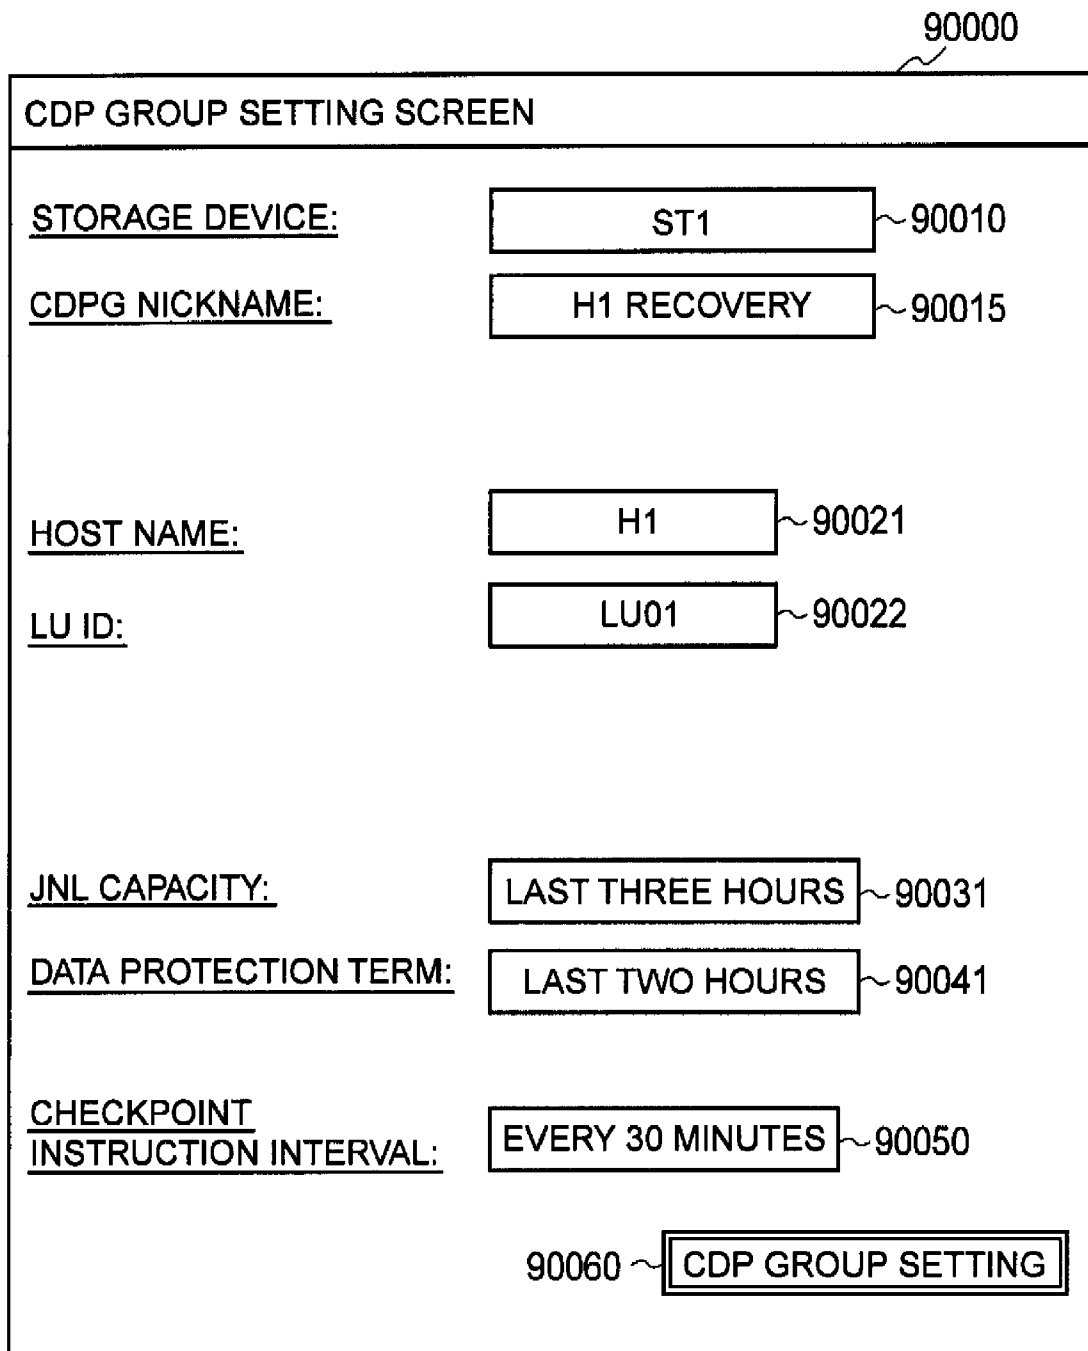 90000
CDP GROUP SETTING SCREEN
STORAGE DEVICE: ST1 90010
CDPG NICKNAME: H1 RECOVERY 90015
HOST NAME: H1 90021
LU ID: LU01 90022
JNL CAPACITY: LAST THREE HOURS 90031
DATA PROTECTION TERM: LAST TWO HOURS 90041
CHECKPOINT
INSTRUCTION INTERVAL: EVERY 30 MINUTES 90050
90060 CDP GROUP SETTING